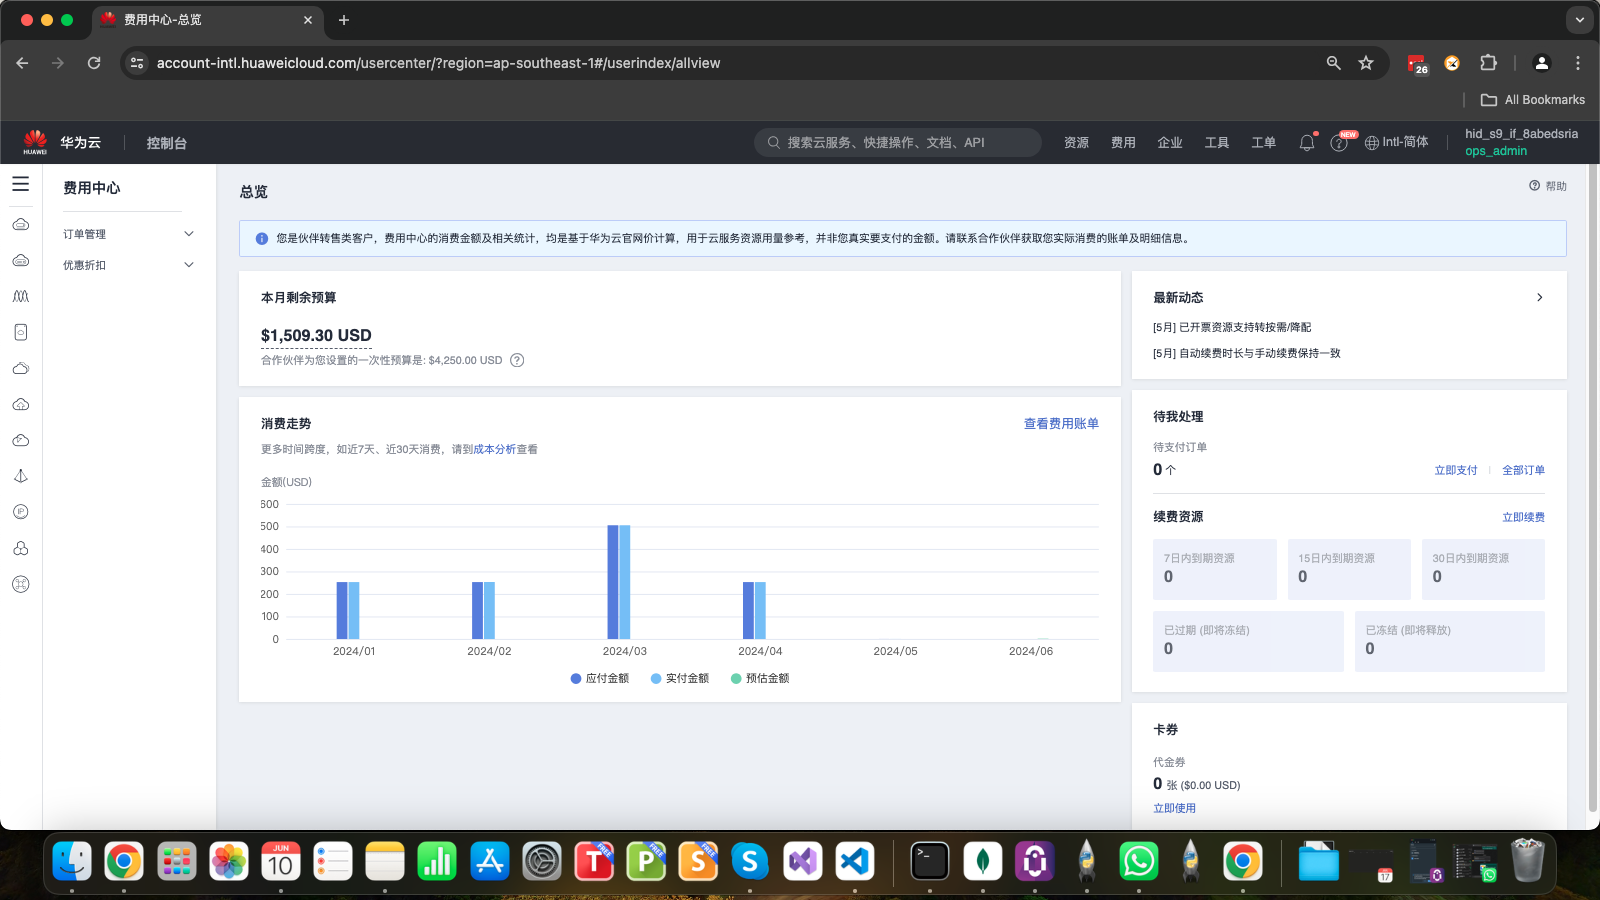 费用中心-总览
account-intl.huaweicloud.com/usercenter/?region=ap-southeast-1#/userindex/allview
26
All Bookmarks
HUAWEI
华为云
控制台
搜索云服务、快捷操作、文档、API
资源
费用
企业
工具
工单
NEW
Intl-简体
hid_s9_if_8abedsria
ops_admin
费用中心
订单管理
优惠折扣
总览
帮助
您是伙伴转售类客户，费用中心的消费金额及相关统计，均是基于华为云官网价计算，用于云服务资源用量参考，并非您真实要支付的金额。请联系合作伙伴获取您实际消费的账单及明细信息。
本月剩余预算
$1,509.30 USD
合作伙伴为您设置的一次性预算是: $4,250.00 USD
消费走势
查看费用账单
更多时间跨度，如近7天、近30天消费，请到成本分析查看
金额(USD)
600
500
400
300
200
100
0
2024/01
2024/02
2024/03
2024/04
2024/05
2024/06
应付金额
实付金额
预估金额
最新动态
[5月] 已开票资源支持转按需/降配
[5月] 自动续费时长与手动续费保持一致
待我处理
待支付订单
0 个
立即支付
全部订单
续费资源
立即续费
7日内到期资源
0
15日内到期资源
0
30日内到期资源
0
已过期 (即将冻结)
0
已冻结 (即将释放)
0
卡券
代金券
0 张 ($0.00 USD)
立即使用
JUN
10
T
FREE
P
FREE
S
FREE
S
17